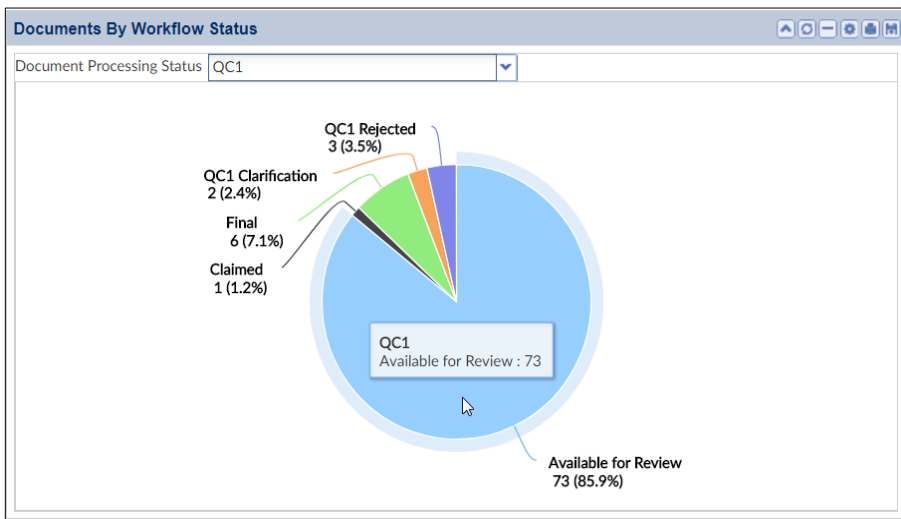 Documents By Workflow Status
Document Processing Status QC1
QC1 Rejected
3 (3.5%)
QC1 Clarification
2 (2.4%)
Final
6 (7.1%)
Claimed
1 (1.2%)
QC1
Available for Review : 73
Available for Review
73 (85.9%)